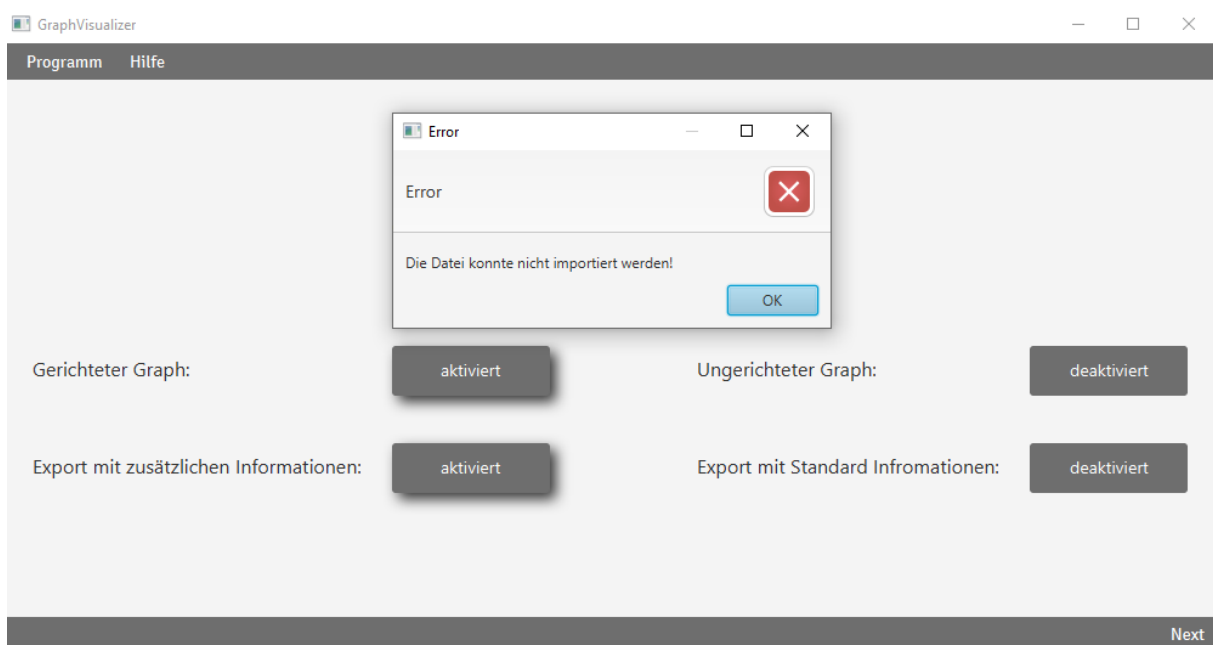 GraphVisualizer
Programm Hilfe
Error
Error
Die Datei konnte nicht importiert werden!
OK
Gerichteter Graph: aktiviert Ungerichteter Graph: deaktiviert
Export mit zusätzlichen Informationen: aktiviert Export mit Standard Infromationen: deaktiviert
Next